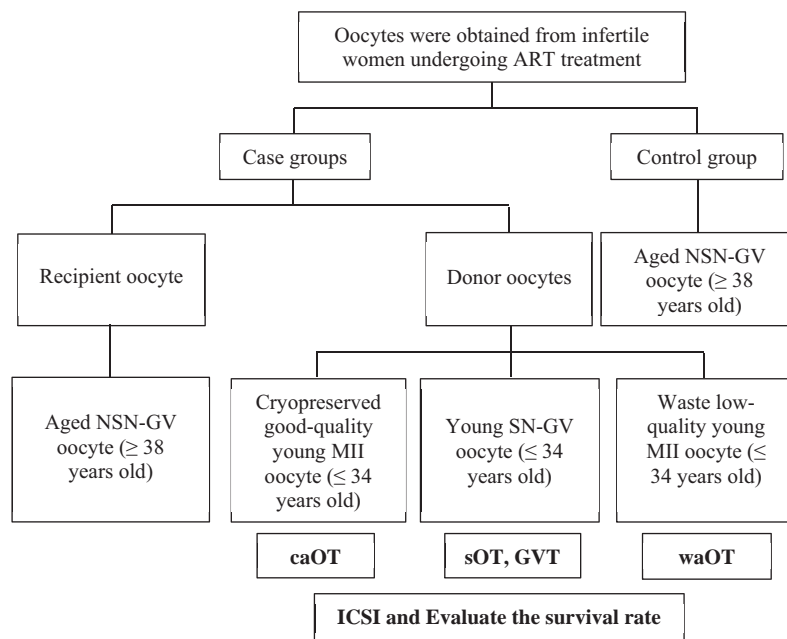 Oocytes were obtained from infertile
women undergoing ART treatment
Case groups
Control group
Recipient oocyte
Donor oocytes
Aged NSN-GV
oocyte (≥ 38
years old)
Aged NSN-GV
oocyte (≥ 38
years old)
Cryopreserved
good-quality
young MII
oocyte (≤ 34
years old)
Young SN-GV
oocyte (≤ 34
years old)
Waste low-
quality young
MII oocyte (≤
34 years old)
caOT
sOT, GVT
waOT
ICSI and Evaluate the survival rate